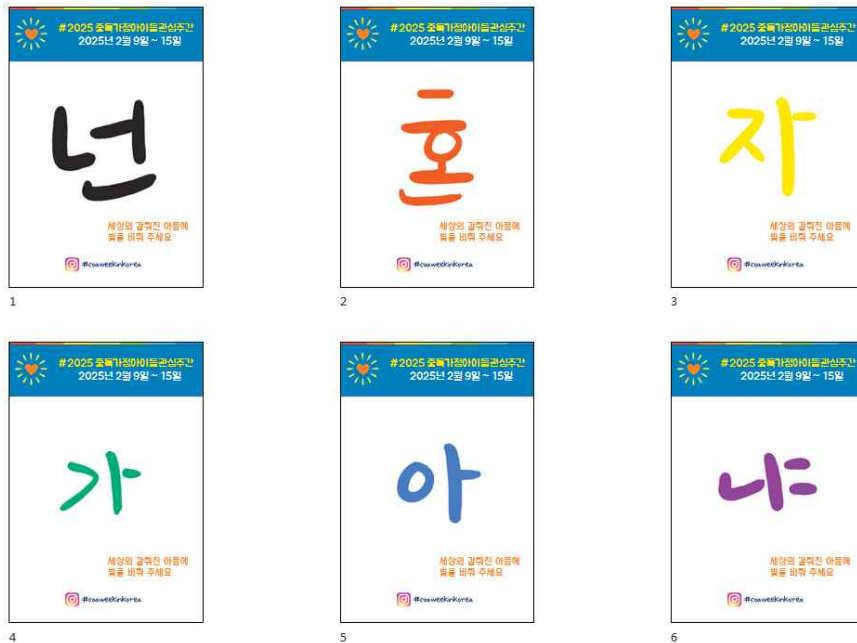 #2025 중독가정아이들관심주간
2025년 2월 9일 ~ 15일
넌
세상의 감춰진 아픔에
빛을 비춰 주세요
#coaweekinkorea
1
#2025 중독가정아이들관심주간
2025년 2월 9일 ~ 15일
혼
세상의 감춰진 아픔에
빛을 비춰 주세요
#coaweekinkorea
2
#2025 중독가정아이들관심주간
2025년 2월 9일 ~ 15일
자
세상의 감춰진 아픔에
빛을 비춰 주세요
#coaweekinkorea
3
#2025 중독가정아이들관심주간
2025년 2월 9일 ~ 15일
가
세상의 감춰진 아픔에
빛을 비춰 주세요
#coaweekinkorea
4
#2025 중독가정아이들관심주간
2025년 2월 9일 ~ 15일
아
세상의 감춰진 아픔에
빛을 비춰 주세요
#coaweekinkorea
5
#2025 중독가정아이들관심주간
2025년 2월 9일 ~ 15일
냐
세상의 감춰진 아픔에
빛을 비춰 주세요
#coaweekinkorea
6